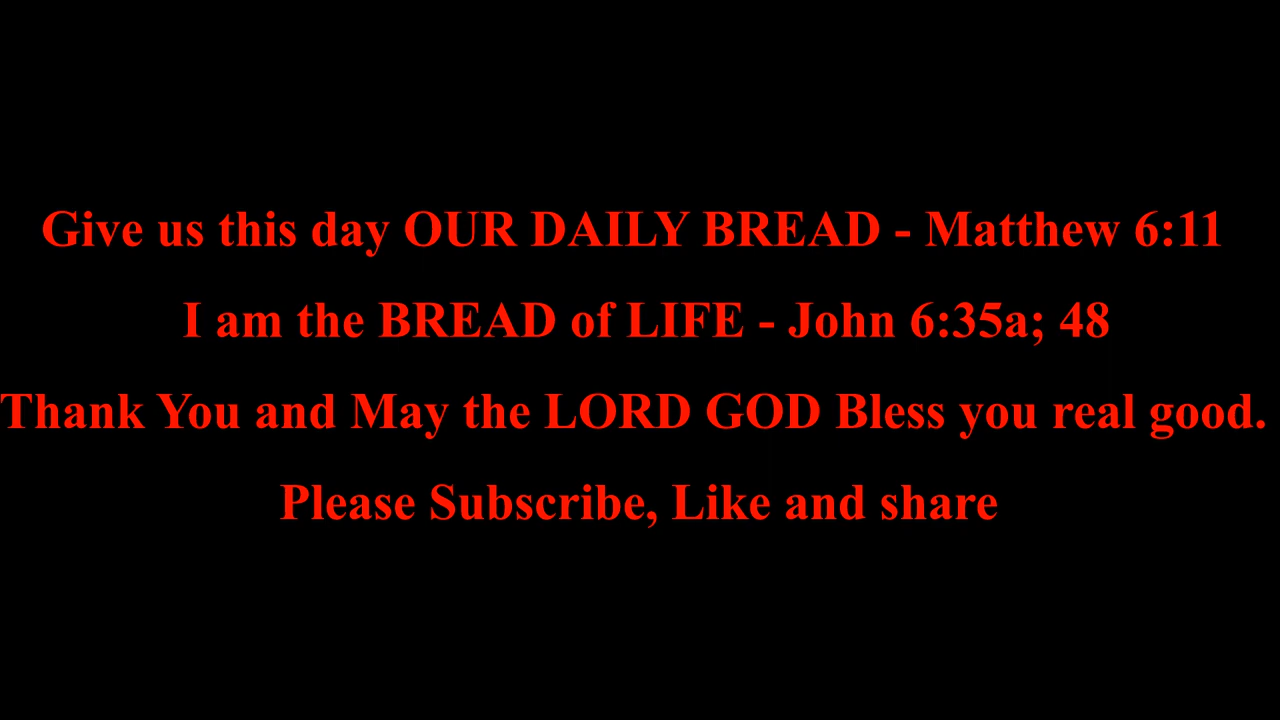 Give us this day OUR DAILY BREAD - Matthew 6:11
I am the BREAD of LIFE - John 6:35a; 48
Thank You and May the LORD GOD Bless you real good.
Please Subscribe, Like and share